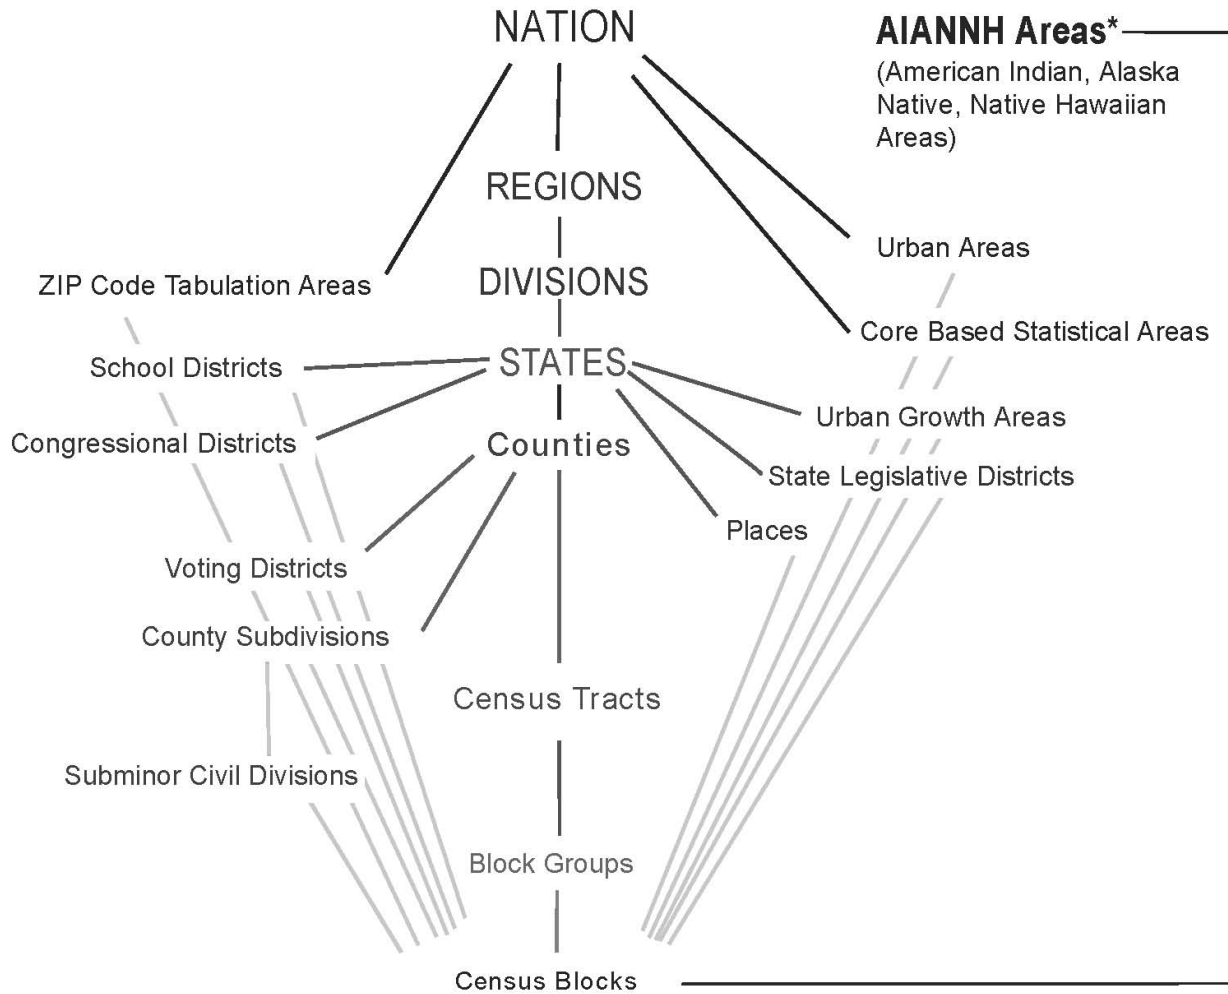 NATION
AIANNH Areas*
(American Indian, Alaska
Native, Native Hawaiian
Areas)
REGIONS
Urban Areas
ZIP Code Tabulation Areas
DIVISIONS
Core Based Statistical Areas
School Districts
STATES
Urban Growth Areas
Congressional Districts
Counties
State Legislative Districts
Places
Voting Districts
County Subdivisions
Census Tracts
Subminor Civil Divisions
Block Groups
Census Blocks